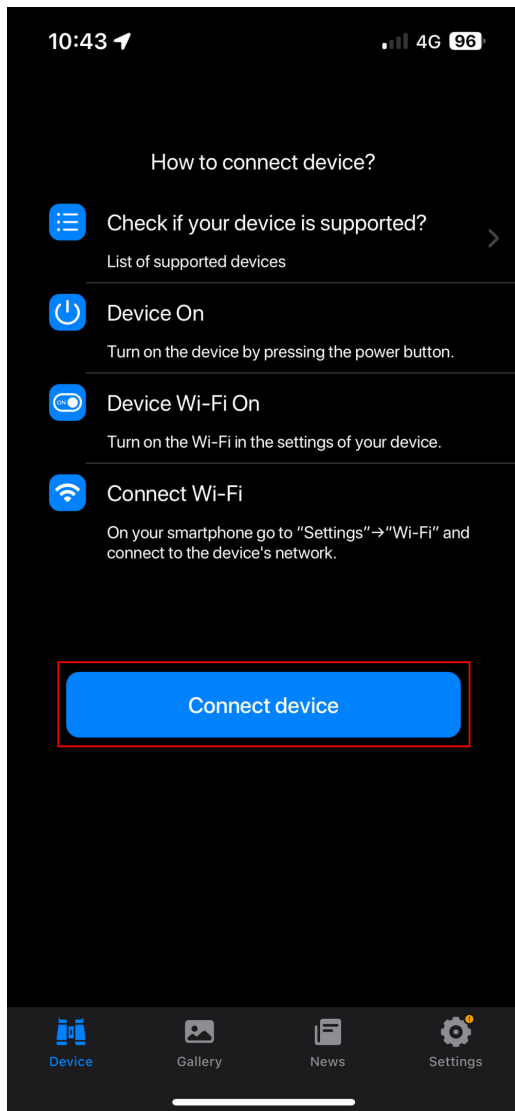 10:43
4G 96
How to connect device?
Check if your device is supported?
List of supported devices
Device On
Turn on the device by pressing the power button.
ON
Device Wi-Fi On
Turn on the Wi-Fi in the settings of your device.
Connect Wi-Fi
On your smartphone go to “Settings”→“Wi-Fi” and
connect to the device's network.
Connect device
Device
Gallery
News
Settings